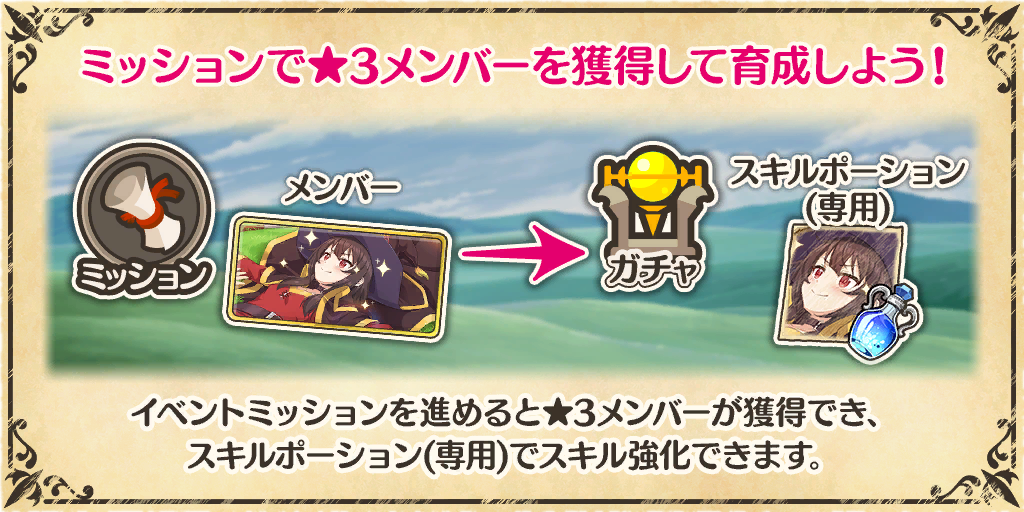 ミッションで★3メンバーを獲得して育成しよう!
ミッション
メンバー
ガチャ
スキルポーション
(専用)
イベントミッションを進めると★3メンバーが獲得でき、
スキルポーション(専用)でスキル強化できます。